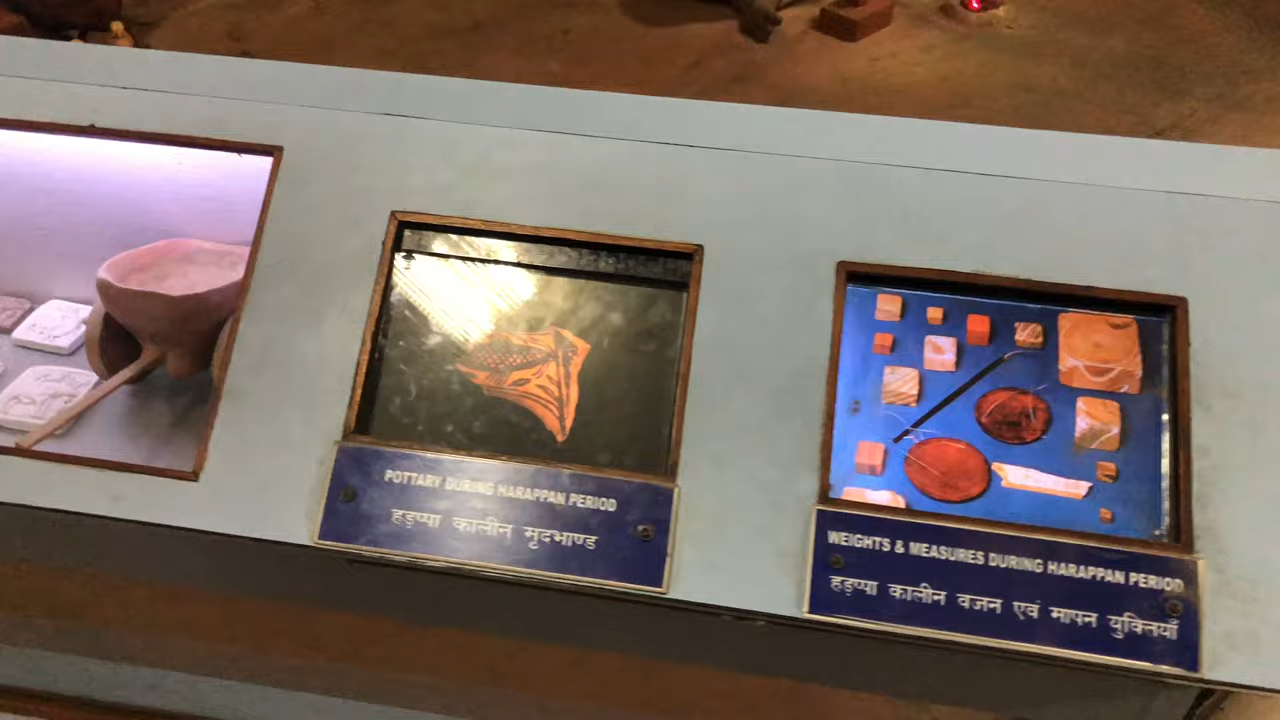 POTTARY DURING HARAPPAN PERIOD
हड़प्पा कालीन मृदभाण्ड
WEIGHTS & MEASURES DURING HARAPPAN PERIOD
हड़प्पा कालीन वजन एवं मापन युक्तियाँ